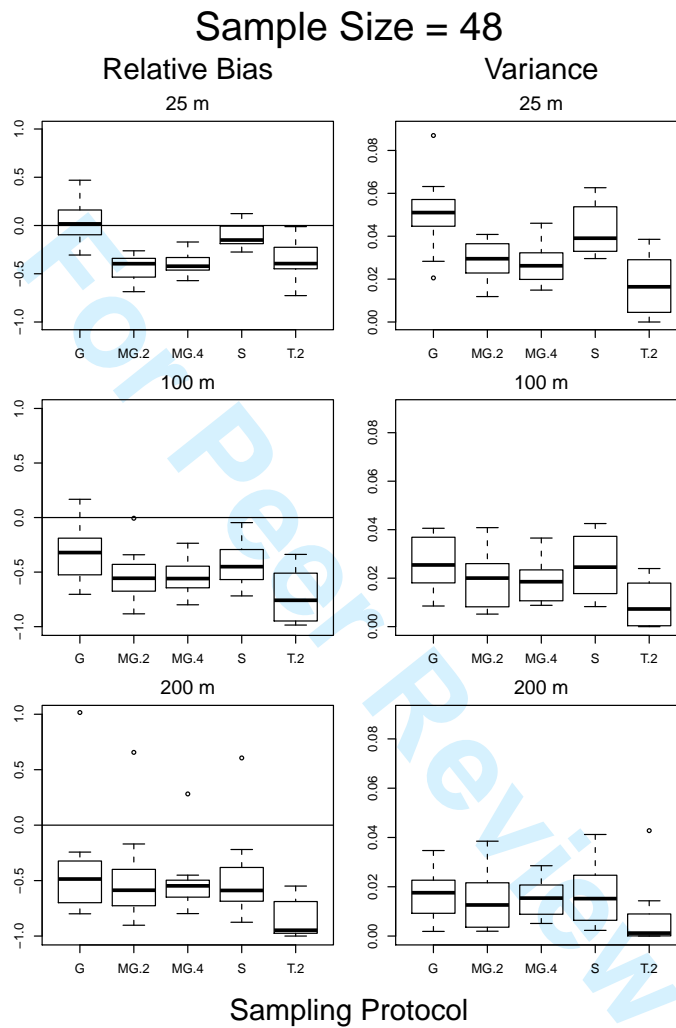 Sample Size = 48
Relative Bias
Variance
25 m
1.0
0.5
0.0
−0.5
−1.0
G MG.2 MG.4 S T.2
25 m
0.08
0.06
0.04
0.02
0.00
G MG.2 MG.4 S T.2
100 m
1.0
0.5
0.0
−0.5
−1.0
G MG.2 MG.4 S T.2
100 m
0.08
0.06
0.04
0.02
0.00
G MG.2 MG.4 S T.2
200 m
1.0
0.5
0.0
−0.5
−1.0
G MG.2 MG.4 S T.2
200 m
0.08
0.06
0.04
0.02
0.00
G MG.2 MG.4 S T.2
Sampling Protocol
For Peer Review